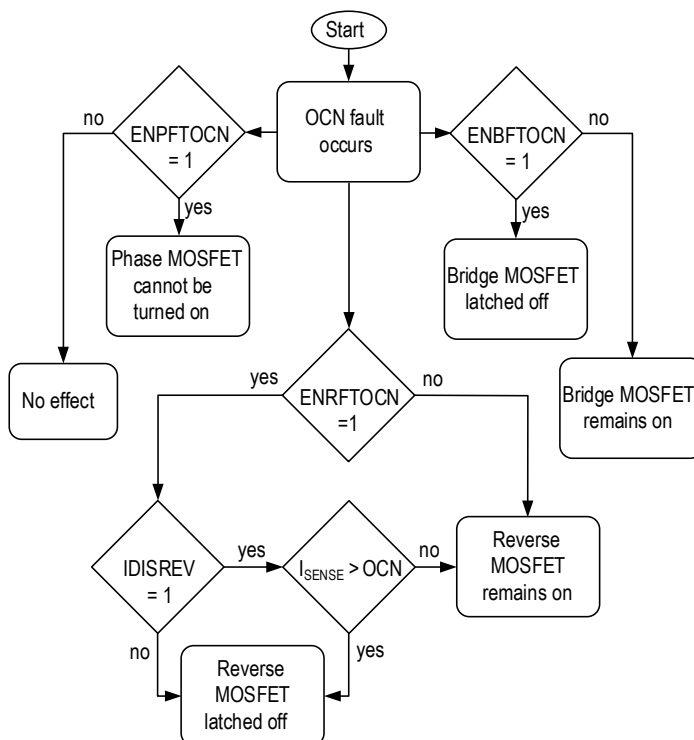 Start
OCN fault
occurs
no
ENPFTOCN
= 1
yes
Phase MOSFET
cannot be
turned on
No effect
ENBFTOCN
= 1
no
yes
Bridge MOSFET
latched off
Bridge MOSFET
remains on
yes
ENRFTOCN
=1
no
IDISREV
= 1
yes
I_SENSE > OCN
no
Reverse
MOSFET
remains on
no
yes
Reverse
MOSFET
latched off